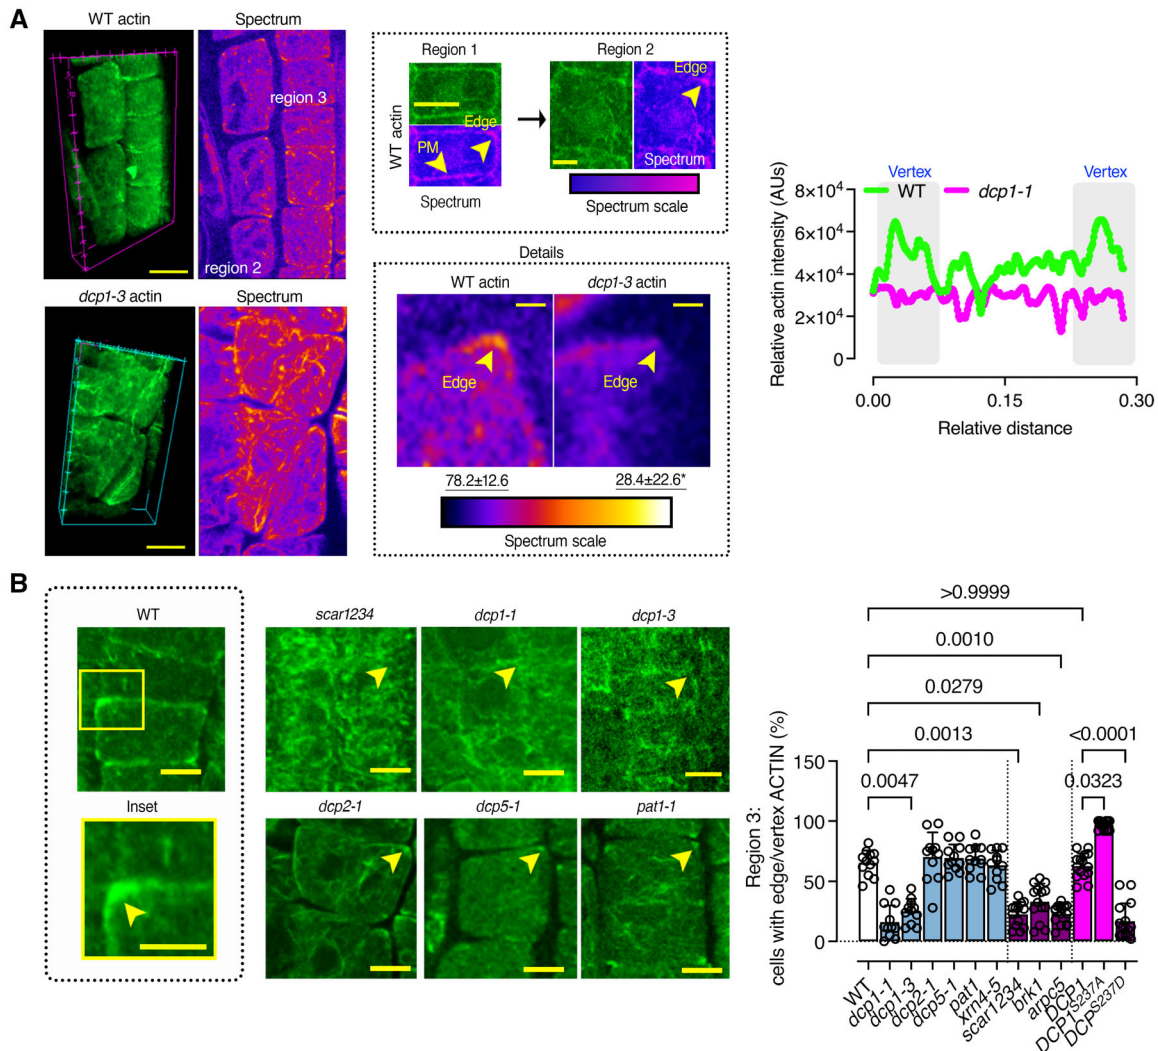 A
WT actin
Spectrum
region 3
region 2
dcp1-3 actin
Spectrum
Region 1
Region 2
WT actin
Edge
PM
Spectrum
Edge
Spectrum
Spectrum scale
Details
WT actin
dcp1-3 actin
Edge
Edge
78.2±12.6
28.4±22.6*
Spectrum scale
Vertex
Vertex
WT
dcp1-1
Relative actin intensity (AUs)
8×10⁴
6×10⁴
4×10⁴
2×10⁴
0
0.00
0.15
0.30
Relative distance
B
WT
Inset
scar1234
dcp1-1
dcp1-3
dcp2-1
dcp5-1
pat1-1
>0.9999
0.0010
0.0279
0.0013
<0.0001
0.0047
0.0323
Region 3:
cells with edge/vertex ACTIN (%)
150
100
50
0
WT
dcp1-1
dcp1-3
dcp2-1
dcp5-1
pat1
xrn4-5
scar1234
brk1
arpc5
DCP1
DCP1S237A
DCPS237D